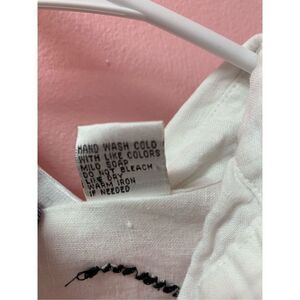 HAND WASH COLD
WITH LIKE COLORS
MILD SOAP
DO NOT BLEACH
LINE DRY
WARM IRON
IF NEEDED